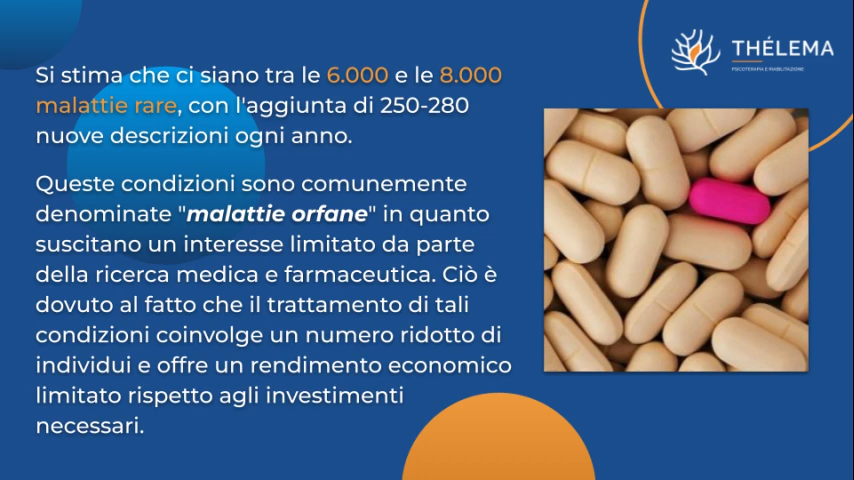 THÉLEMA
PSICOTERAPIA E RIABILITAZIONE
Si stima che ci siano tra le 6.000 e le 8.000
malattie rare, con l'aggiunta di 250-280
nuove descrizioni ogni anno.
Queste condizioni sono comunemente
denominate "malattie orfane" in quanto
suscitano un interesse limitato da parte
della ricerca medica e farmaceutica. Ciò è
dovuto al fatto che il trattamento di tali
condizioni coinvolge un numero ridotto di
individui e offre un rendimento economico
limitato rispetto agli investimenti
necessari.